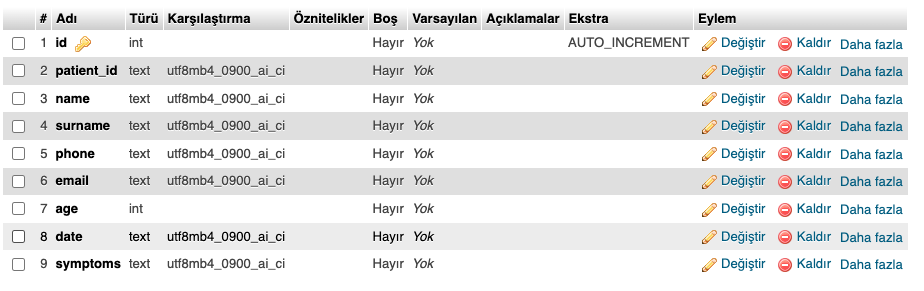 # Adı Türü Karşılaştırma Öznitelikler Boş Varsayılan Açıklamalar Ekstra Eylem
1 id int Hayır Yok AUTO_INCREMENT Değiştir Kaldır Daha fazla
2 patient_id text utf8mb4_0900_ai_ci Hayır Yok Değiştir Kaldır Daha fazla
3 name text utf8mb4_0900_ai_ci Hayır Yok Değiştir Kaldır Daha fazla
4 surname text utf8mb4_0900_ai_ci Hayır Yok Değiştir Kaldır Daha fazla
5 phone text utf8mb4_0900_ai_ci Hayır Yok Değiştir Kaldır Daha fazla
6 email text utf8mb4_0900_ai_ci Hayır Yok Değiştir Kaldır Daha fazla
7 age int Hayır Yok Değiştir Kaldır Daha fazla
8 date text utf8mb4_0900_ai_ci Hayır Yok Değiştir Kaldır Daha fazla
9 symptoms text utf8mb4_0900_ai_ci Hayır Yok Değiştir Kaldır Daha fazla